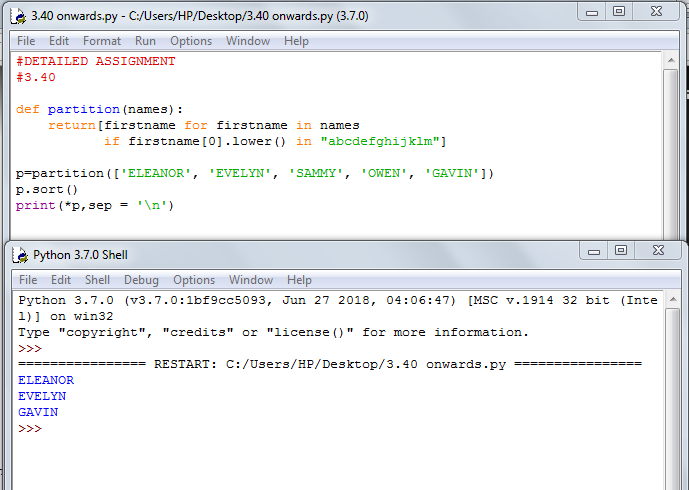 3.40 onwards.py - C:/Users/HP/Desktop/3.40 onwards.py (3.7.0)
File Edit Format Run Options Window Help
#DETAILED ASSIGNMENT
#3.40
def partition(names):
    return[firstname for firstname in names
           if firstname[0].lower() in "abcdefghijklm"]
p=partition(['ELEANOR', 'EVELYN', 'SAMMY', 'OWEN', 'GAVIN'])
p.sort()
print(*p,sep = '\n')
Python 3.7.0 Shell
File Edit Shell Debug Options Window Help
Python 3.7.0 (v3.7.0:1bf9cc5093, Jun 27 2018, 04:06:47) [MSC v.1914 32 bit (Inte
l)] on win32
Type "copyright", "credits" or "license()" for more information.
>>>
================ RESTART: C:/Users/HP/Desktop/3.40 onwards.py ================
ELEANOR
EVELYN
GAVIN
>>>